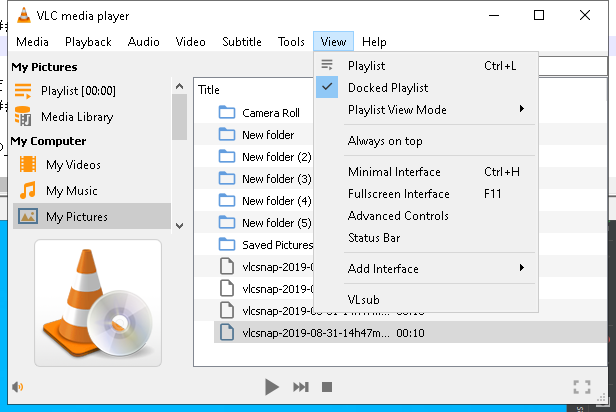 VLC media player
Media Playback Audio Video Subtitle Tools View Help
My Pictures
Playlist [00:00]
Media Library
My Computer
My Videos
My Music
My Pictures
Title
Camera Roll
New folder
New folder (2)
New folder (3)
New folder (4)
New folder (5)
Saved Pictures
vlcsnap-2019-0
vlcsnap-2019-0
vlcsnap-2019-0 00:10
vlcsnap-2019-08-31-14h47m... 00:10
Playlist Ctrl+L
Docked Playlist
Playlist View Mode
Always on top
Minimal Interface Ctrl+H
Fullscreen Interface F11
Advanced Controls
Status Bar
Add Interface
VLsub